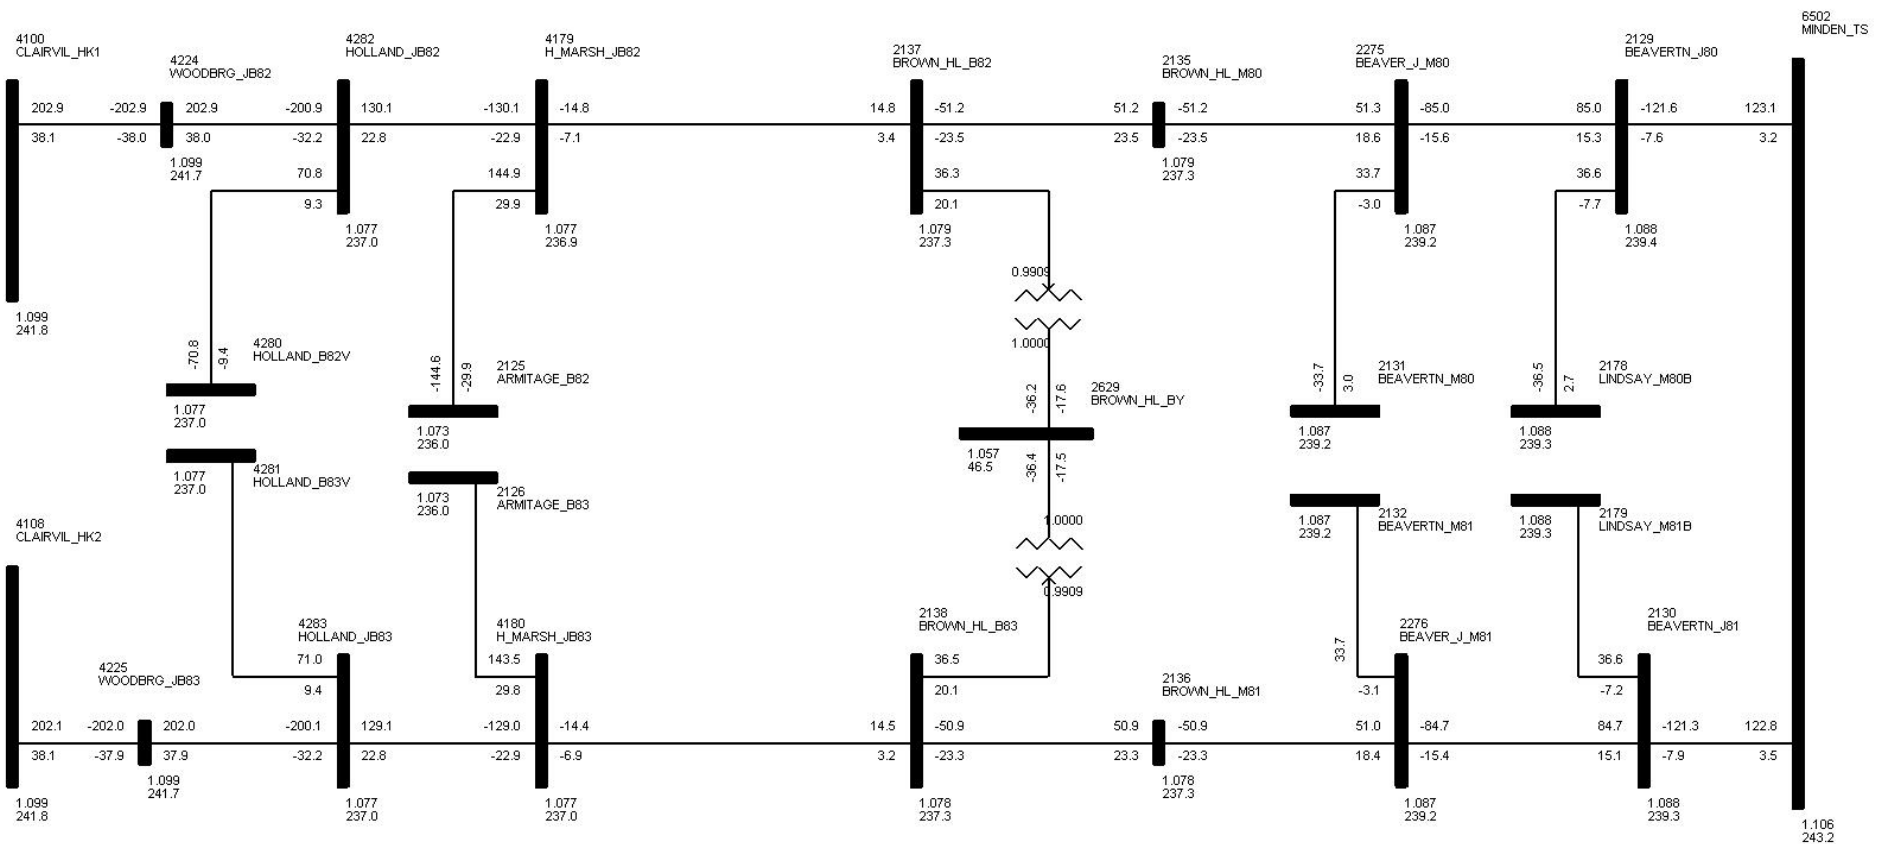 6502
MINDEN_TS
4100
CLAIRVIL_HK1
4224
WOODBRG_JB82
4282
HOLLAND_JB82
4179
H_MARSH_JB82
2137
BROWN_HL_B82
2135
BROWN_HL_M80
2275
BEAVER_J_M80
2129
BEAVERTN_J80
202.9 -202.9 202.9 -200.9 130.1 -130.1 -14.8 14.8 -51.2 51.2 -51.2 51.3 -85.0 85.0 -121.6 123.1
38.1 -38.0 38.0 -32.2 22.8 -22.9 -7.1 3.4 -23.5 23.5 -23.5 18.6 -15.6 15.3 -7.6 3.2
1.099
241.7
1.079
237.3
70.8 144.9 36.3 33.7 36.6
9.3 29.9 20.1 -3.0 -7.7
1.077
237.0
1.077
236.9
1.079
237.3
1.087
239.2
1.088
239.4
0.9909
1.0000
1.099
241.8
-70.8
-9.4
4280
HOLLAND_B82V
1.077
237.0
-144.6
-29.9
2125
ARMITAGE_B82
1.073
236.0
-36.2
-17.6
2629
BROWN_HL_BY
1.057
46.5
-36.4
-17.5
-33.7
3.0
2131
BEAVERTN_M80
1.087
239.2
-36.5
2.7
2178
LINDSAY_M80B
1.088
239.3
4281
HOLLAND_B83V
1.077
237.0
2126
ARMITAGE_B83
1.073
236.0
2132
BEAVERTN_M81
1.087
239.2
2179
LINDSAY_M81B
1.088
239.3
1.0000
0.9909
4108
CLAIRVIL_HK2
4225
WOODBRG_JB83
4283
HOLLAND_JB83
4180
H_MARSH_JB83
2138
BROWN_HL_B83
2136
BROWN_HL_M81
2276
BEAVER_J_M81
2130
BEAVERTN_J81
71.0 143.5 36.5 33.7 36.6
9.4 29.8 20.1 -3.1 -7.2
202.1 -202.0 202.0 -200.1 129.1 -129.0 -14.4 14.5 -50.9 50.9 -50.9 51.0 -84.7 84.7 -121.3 122.8
38.1 -37.9 37.9 -32.2 22.8 -22.9 -6.9 3.2 -23.3 23.3 -23.3 18.4 -15.4 15.1 -7.9 3.5
1.099
241.7
1.078
237.3
1.099
241.8
1.077
237.0
1.077
237.0
1.078
237.3
1.087
239.2
1.088
239.3
1.106
243.2